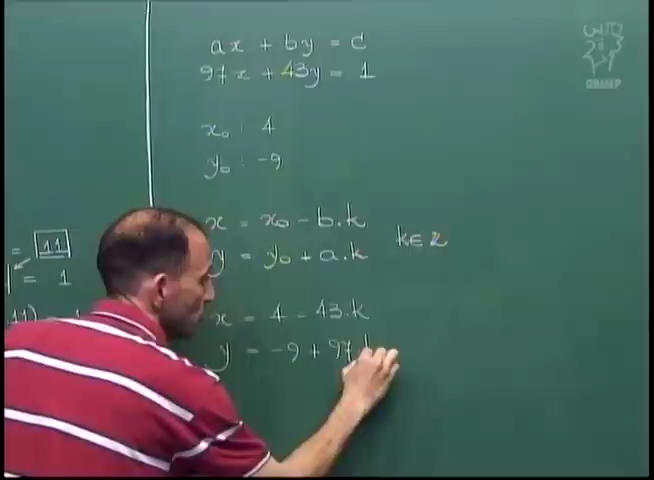 ax + by = d
97x + 43y = 1
x₀ : 4
y₀ : -9
x = x₀ - b.k
y = y₀ + a.k
k∈Z
= 11
= 1
x = 4 - 43.k
y = -9 + 97 k